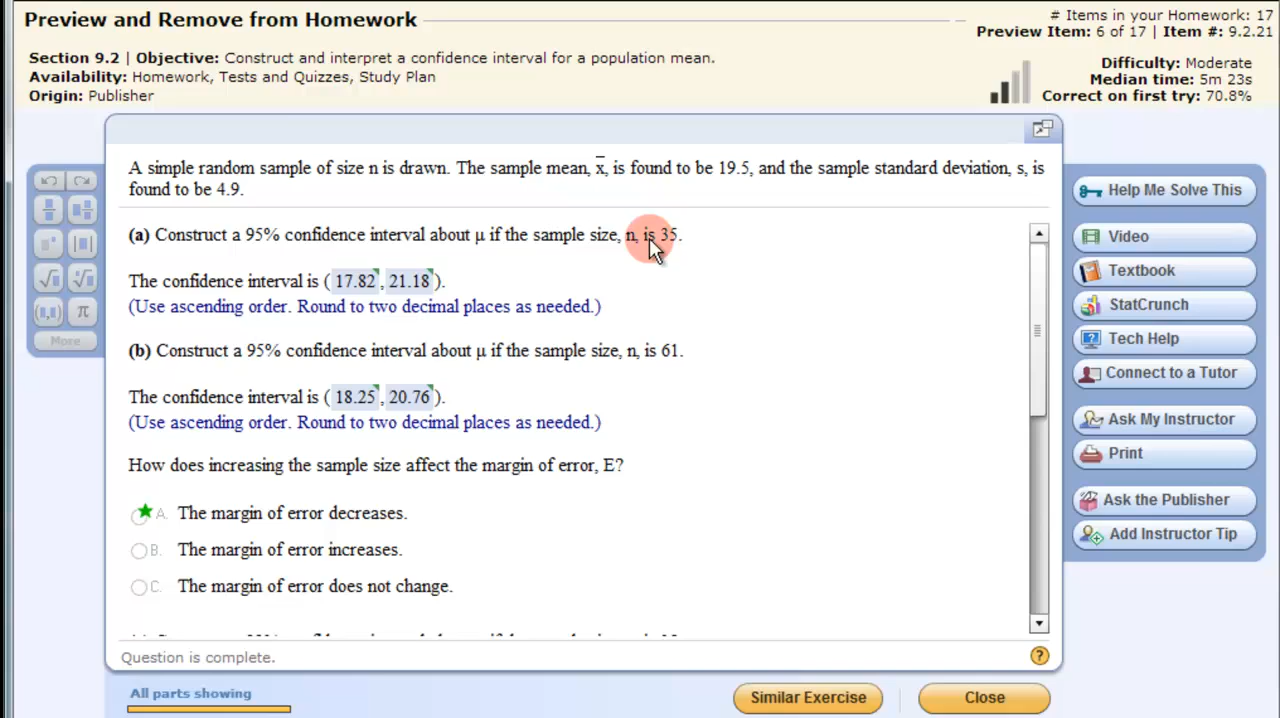 Preview and Remove from Homework
# Items in your Homework: 17
Preview Item: 6 of 17 | Item #: 9.2.21
Section 9.2 | Objective: Construct and interpret a confidence interval for a population mean.
Availability: Homework, Tests and Quizzes, Study Plan
Origin: Publisher
Difficulty: Moderate
Median time: 5m 23s
Correct on first try: 70.8%
A simple random sample of size n is drawn. The sample mean, x̅, is found to be 19.5, and the sample standard deviation, s, is
found to be 4.9.
(a) Construct a 95% confidence interval about μ if the sample size, n, is 35.
The confidence interval is ( 17.82 , 21.18 ).
(Use ascending order. Round to two decimal places as needed.)
(b) Construct a 95% confidence interval about μ if the sample size, n, is 61.
The confidence interval is ( 18.25 , 20.76 ).
(Use ascending order. Round to two decimal places as needed.)
How does increasing the sample size affect the margin of error, E?
A. The margin of error decreases.
B. The margin of error increases.
C. The margin of error does not change.
Question is complete.
?
All parts showing
Similar Exercise
Close
√
√
(,)
π
More
Help Me Solve This
Video
Textbook
StatCrunch
Tech Help
Connect to a Tutor
Ask My Instructor
Print
Ask the Publisher
Add Instructor Tip